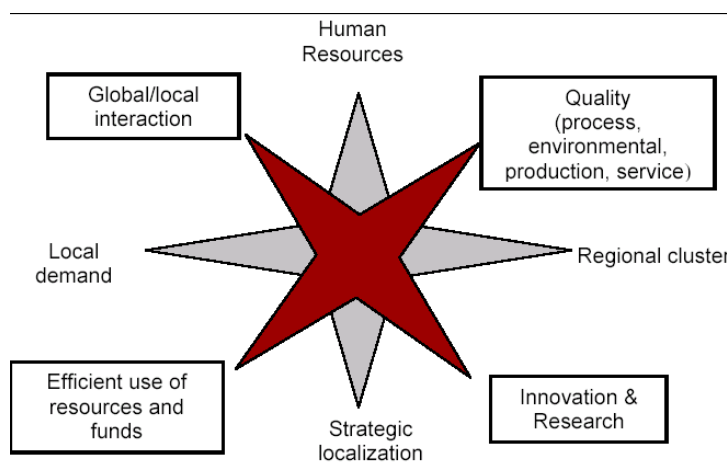 Human
Resources
Global/local
interaction
Quality
(process,
environmental,
production, service)
Local
demand
Regional cluster
Efficient use of
resources and
funds
Strategic
localization
Innovation &
Research